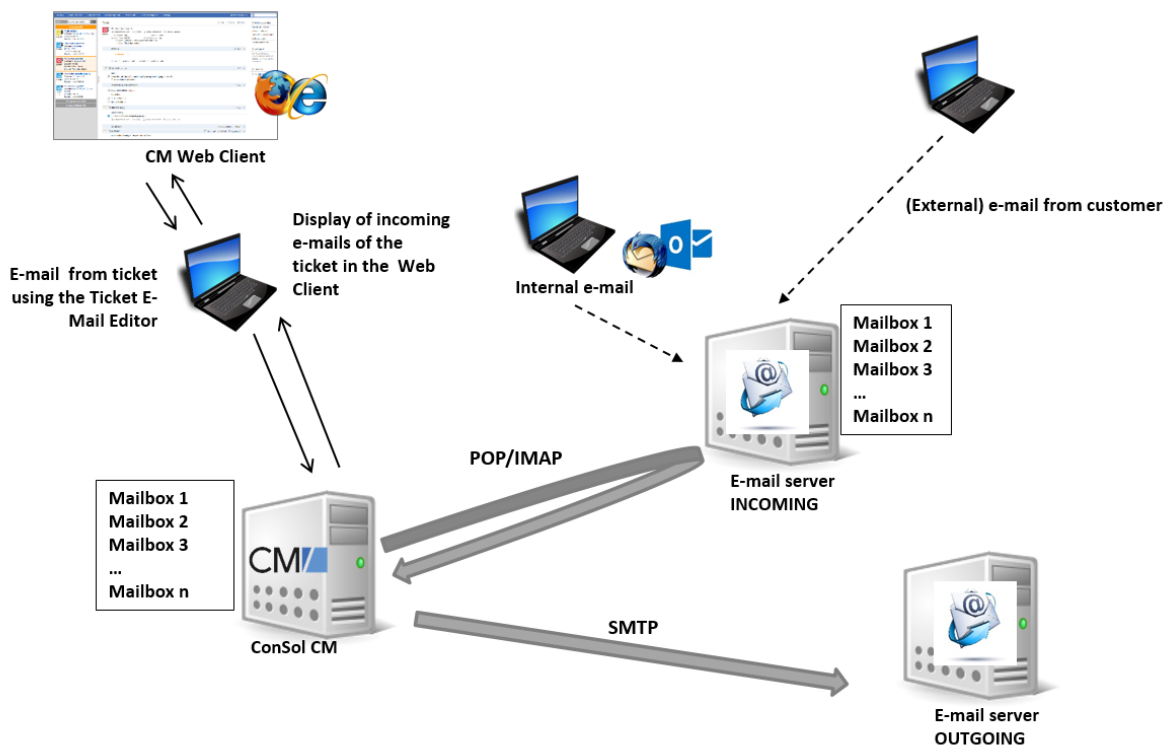 CM Web Client
(External) e-mail from customer
Display of incoming
e-mails of the
ticket in the  Web
Client
E-mail  from ticket
using the Ticket E-
Mail Editor
Internal e-mail
Mailbox 1
Mailbox 2
Mailbox 3
...
Mailbox n
E-mail server
INCOMING
POP/IMAP
Mailbox 1
Mailbox 2
Mailbox 3
...
Mailbox n
CM/
ConSol CM
SMTP
E-mail server
OUTGOING